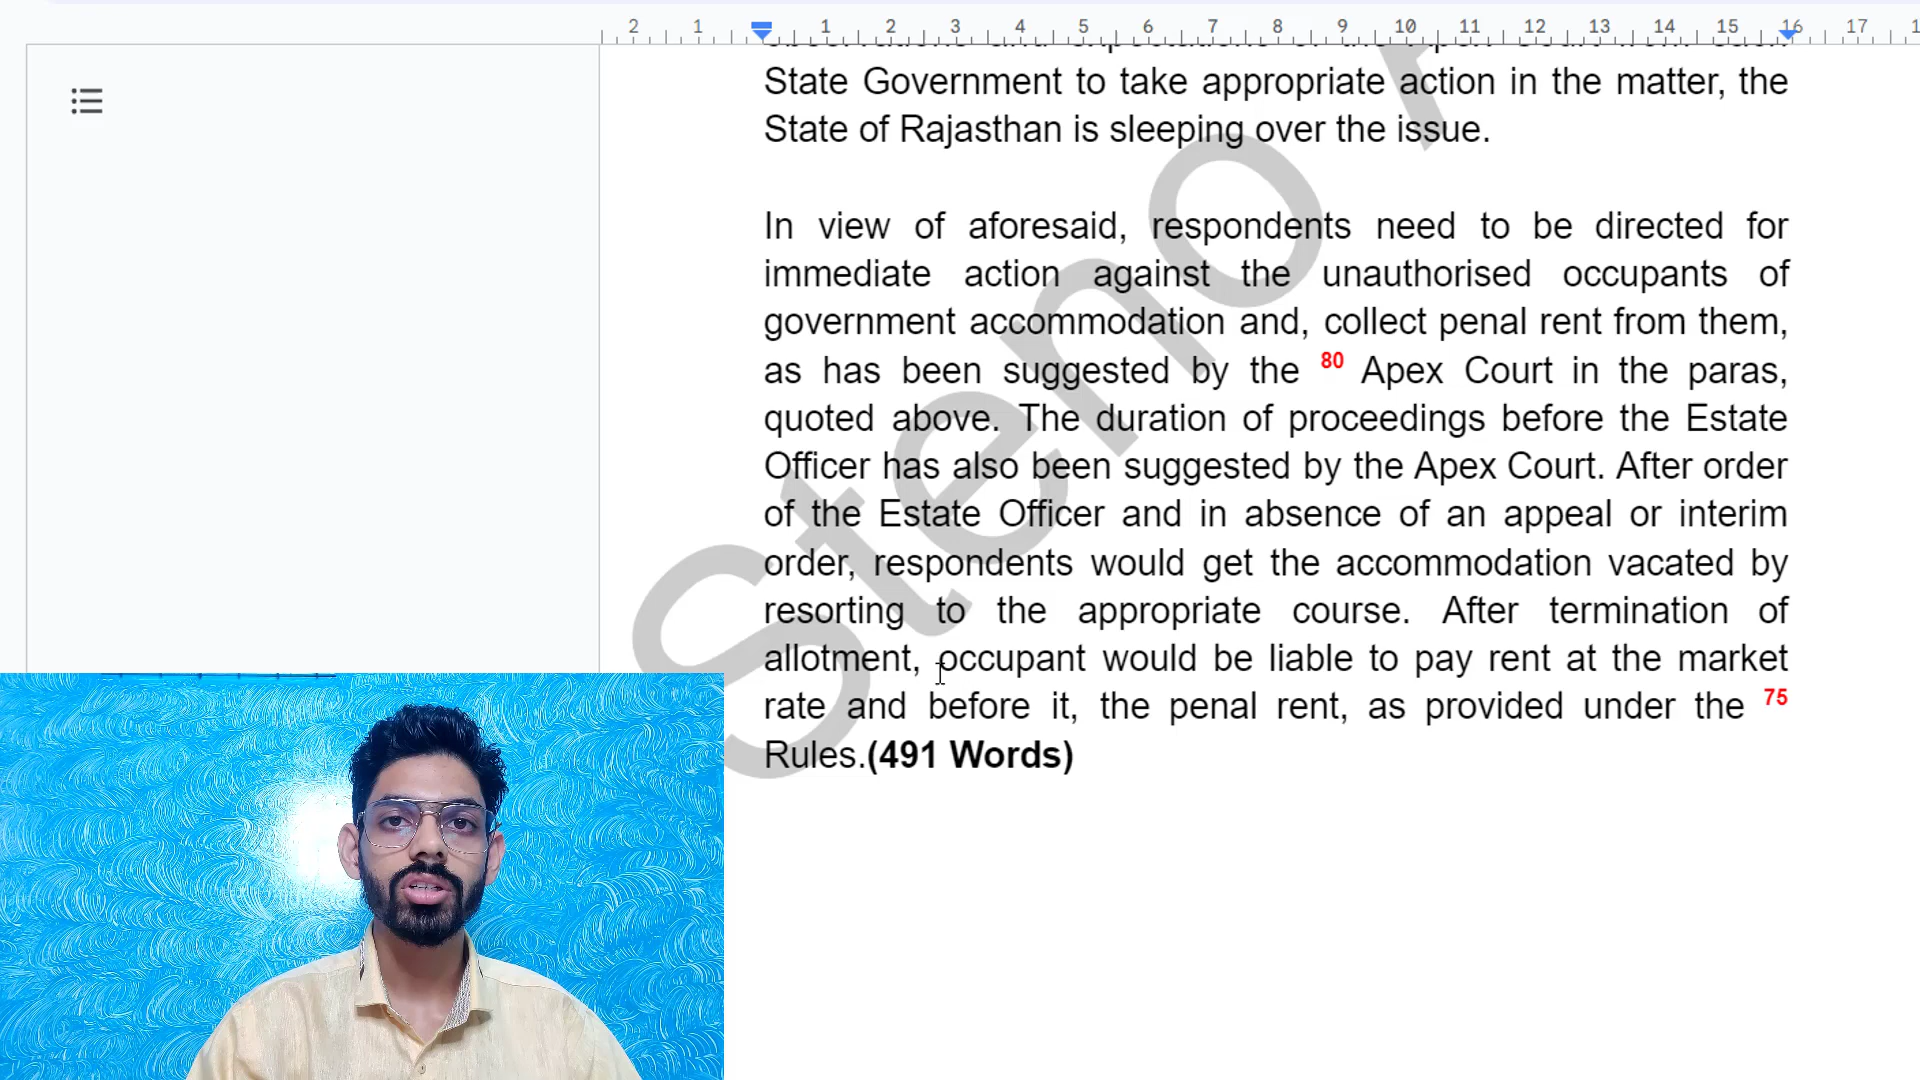 2 1 1 2 3 4 5 6 7 8 9 10 11 12 13 14 15 16 17
State Government to take appropriate action in the matter, the
State of Rajasthan is sleeping over the issue.
In view of aforesaid, respondents need to be directed for
immediate action against the unauthorised occupants of
government accommodation and, collect penal rent from them,
as has been suggested by the 80 Apex Court in the paras,
quoted above. The duration of proceedings before the Estate
Officer has also been suggested by the Apex Court. After order
of the Estate Officer and in absence of an appeal or interim
order, respondents would get the accommodation vacated by
resorting to the appropriate course. After termination of
allotment, occupant would be liable to pay rent at the market
rate and before it, the penal rent, as provided under the 75
Rules.(491 Words)
Steno